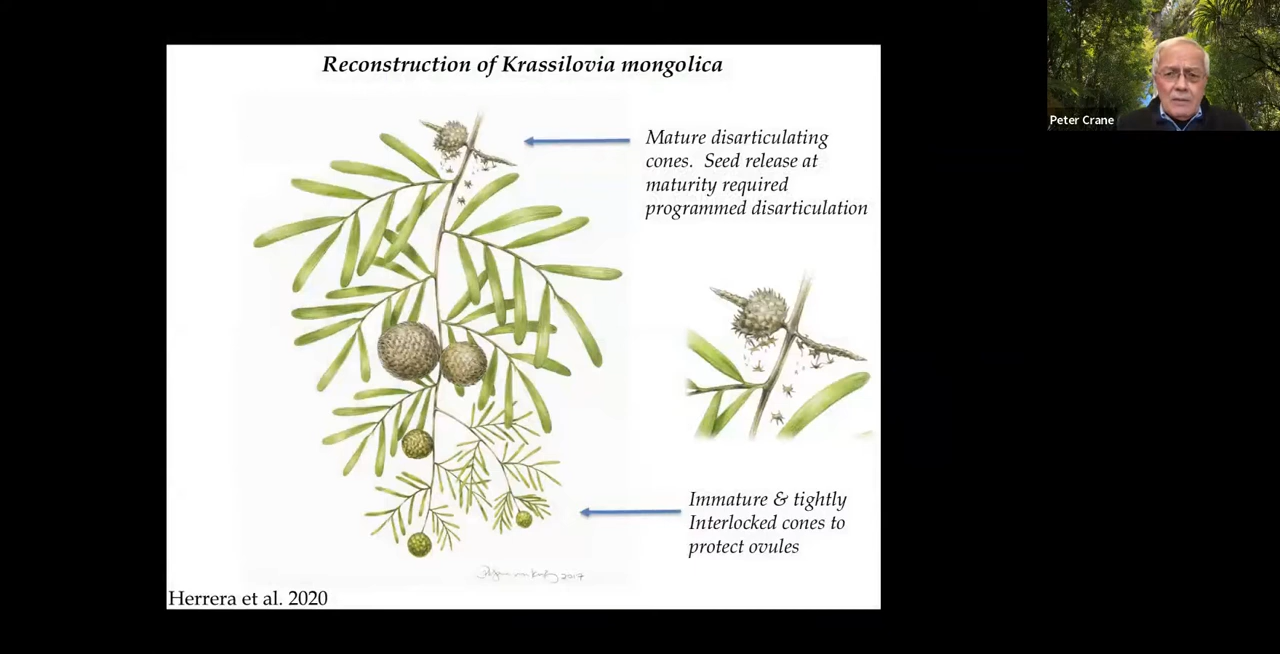 Reconstruction of Krassilovia mongolica
Peter Crane
Mature disarticulating
cones. Seed release at
maturity required
programmed disarticulation
Immature & tightly
Interlocked cones to
protect ovules
2017
Herrera et al. 2020